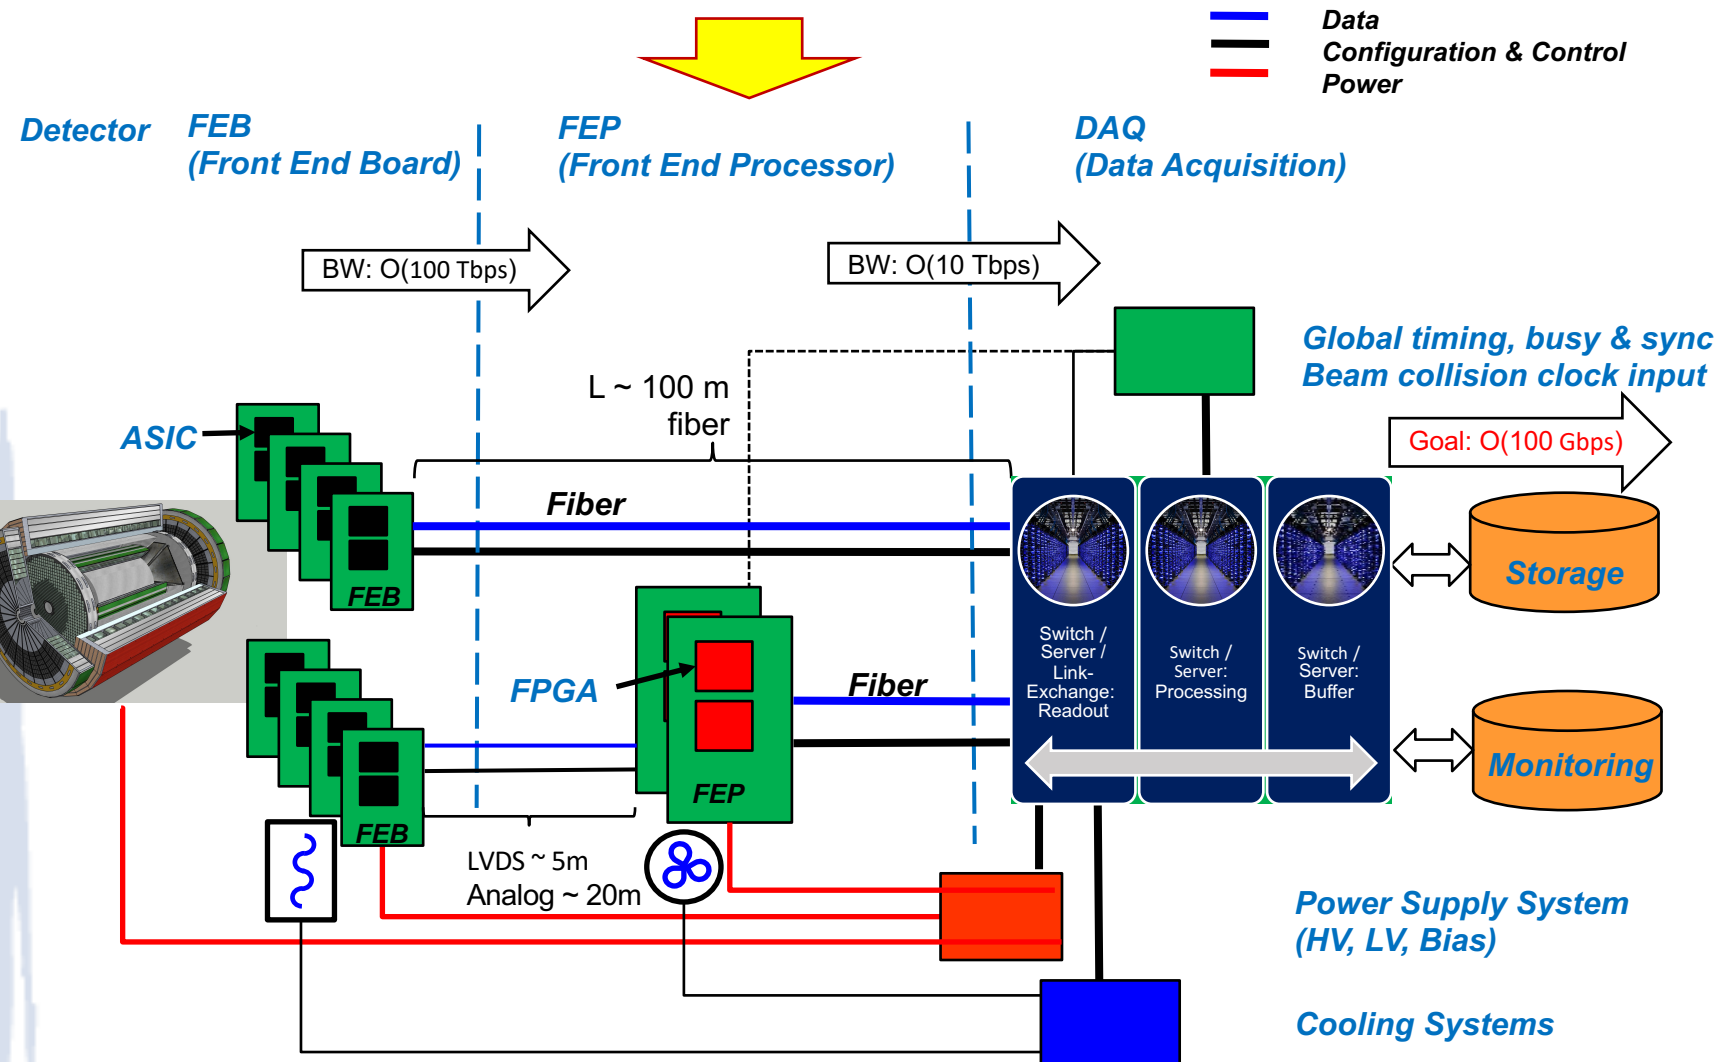 Data
Configuration & Control
Power
Detector
FEB
(Front End Board)
FEP
(Front End Processor)
DAQ
(Data Acquisition)
BW: O(100 Tbps)
BW: O(10 Tbps)
Global timing, busy & sync
Beam collision clock input
L ~ 100 m
fiber
ASIC
Goal: O(100 Gbps)
Fiber
FEB
Storage
Switch /
Server /
Link-
Exchange:
Readout
Switch /
Server:
Processing
Switch /
Server:
Buffer
FPGA
Fiber
FEP
Monitoring
FEB
LVDS ~ 5m
Analog ~ 20m
Power Supply System
(HV, LV, Bias)
Cooling Systems